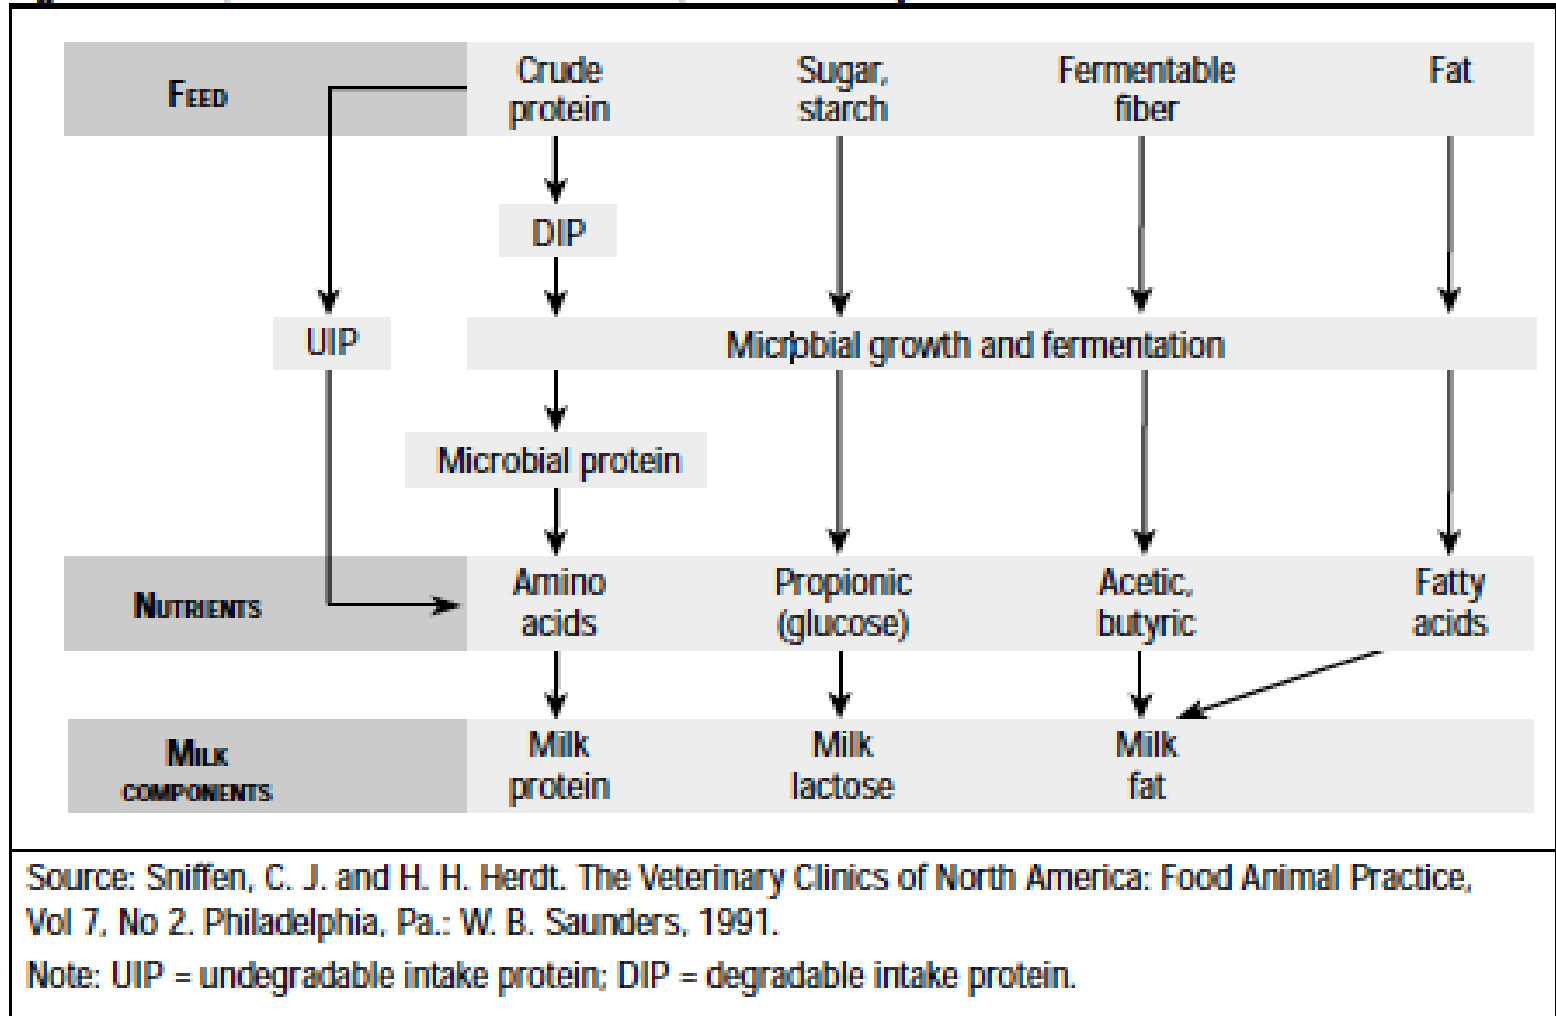 FEED
Crude protein
Sugar, starch
Fermentable fiber
Fat
DIP
UIP
Microbial growth and fermentation
Microbial protein
NUTRIENTS
Amino acids
Propionic (glucose)
Acetic, butyric
Fatty acids
MILK COMPONENTS
Milk protein
Milk lactose
Milk fat
Source: Sniffen, C. J. and H. H. Herdt. The Veterinary Clinics of North America: Food Animal Practice,
Vol 7, No 2. Philadelphia, Pa.: W. B. Saunders, 1991.
Note: UIP = undegradable intake protein; DIP = degradable intake protein.